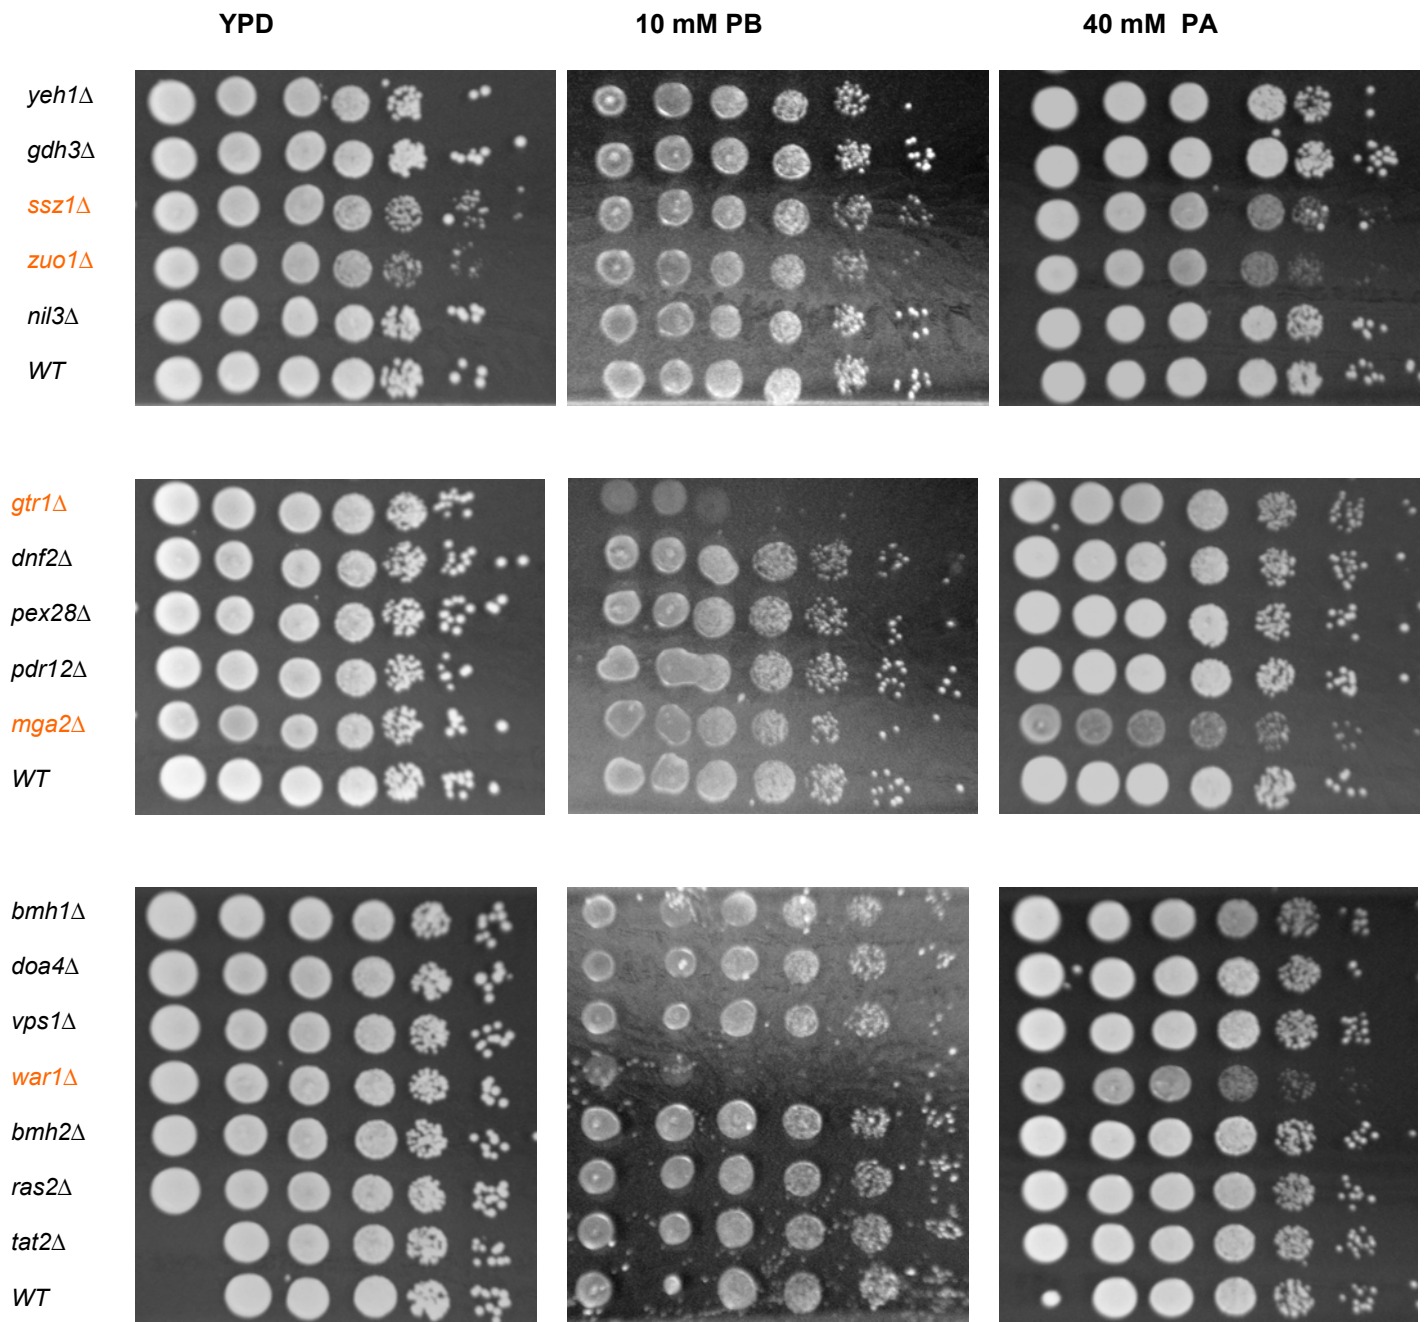 YPD 10 mM PB 40 mM PA
yeh1Δ
gdh3Δ
ssz1Δ
zuo1Δ
nil3Δ
WT
gtr1Δ
dnf2Δ
pex28Δ
pdr12Δ
mga2Δ
WT
bmh1Δ
doa4Δ
vps1Δ
war1Δ
bmh2Δ
ras2Δ
tat2Δ
WT